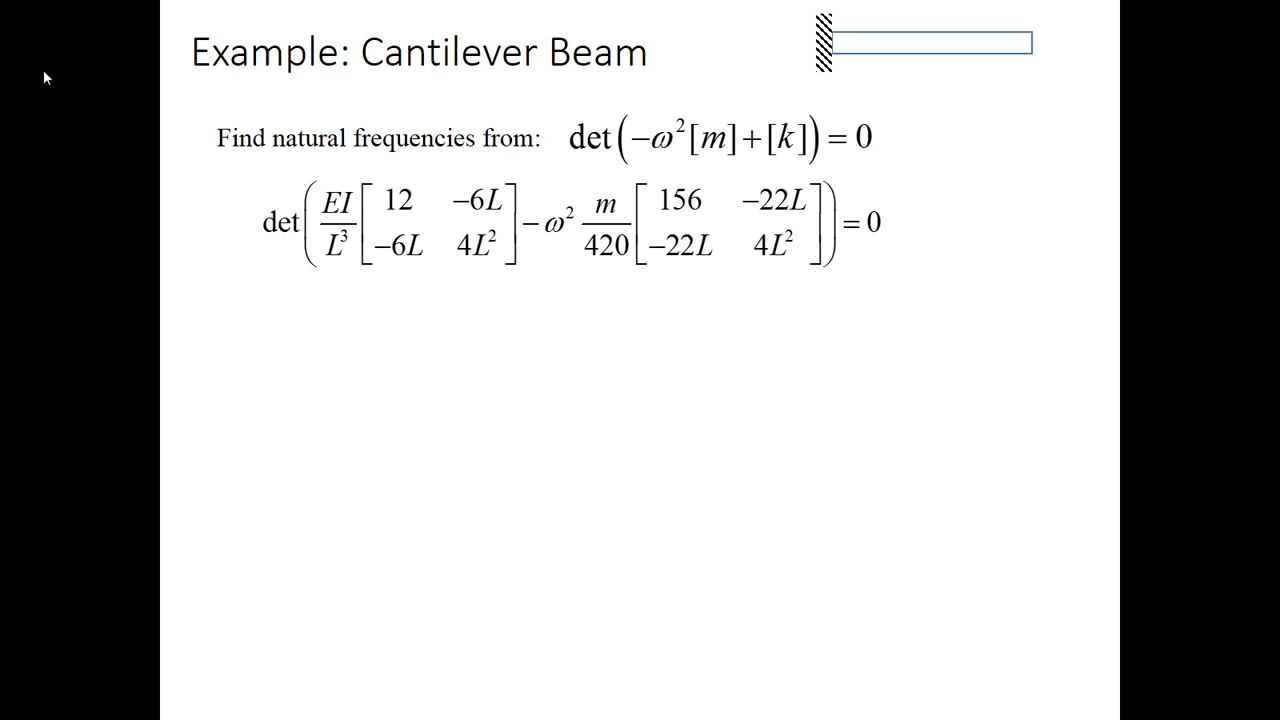 Example: Cantilever Beam
Find natural frequencies from: det(−ω²[m]+[k]) = 0
det(EI/L³ [12 −6L; −6L 4L²] − ω² m/420 [156 −22L; −22L 4L²]) = 0